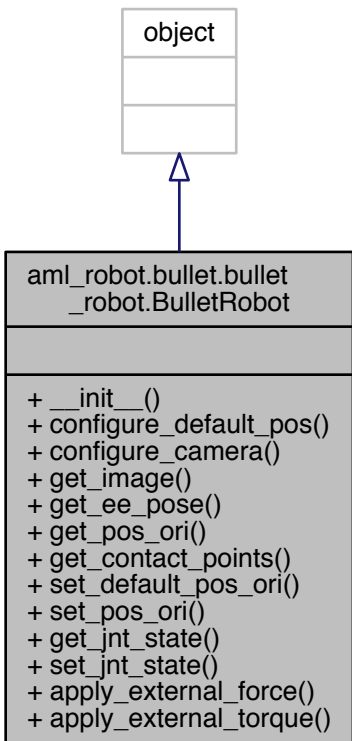 object
aml_robot.bullet.bullet
_robot.BulletRobot
+ __init__()
+ configure_default_pos()
+ configure_camera()
+ get_image()
+ get_ee_pose()
+ get_pos_ori()
+ get_contact_points()
+ set_default_pos_ori()
+ set_pos_ori()
+ get_jnt_state()
+ set_jnt_state()
+ apply_external_force()
+ apply_external_torque()